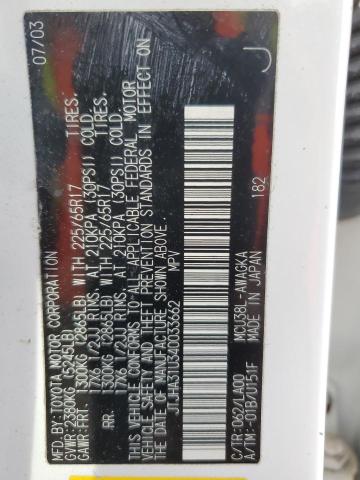 MFD. BY: TOYOTA MOTOR CORPORATION 07/03
GVWR: 2380KG (5245LB)
GAWR: FRT. 1300KG (2865LB) WITH 225/65R17 TIRES.
17X6 1/2JJ RIMS AT 210KPA (30PSI) COLD.
RR. 1300KG (2865LB) WITH 225/65R17 TIRES.
17X6 1/2JJ RIMS AT 210KPA (30PSI) COLD.
THIS VEHICLE CONFORMS TO ALL APPLICABLE FEDERAL MOTOR
VEHICLE SAFETY AND THEFT PREVENTION STANDARDS IN EFFECT ON
THE DATE OF MANUFACTURE SHOWN ABOVE.
JTJHA31U340033662 MPV
C/TR: 062/LA00 MCU38L-AWAGKA 182
A/TM: -01B/U151F MADE IN JAPAN J